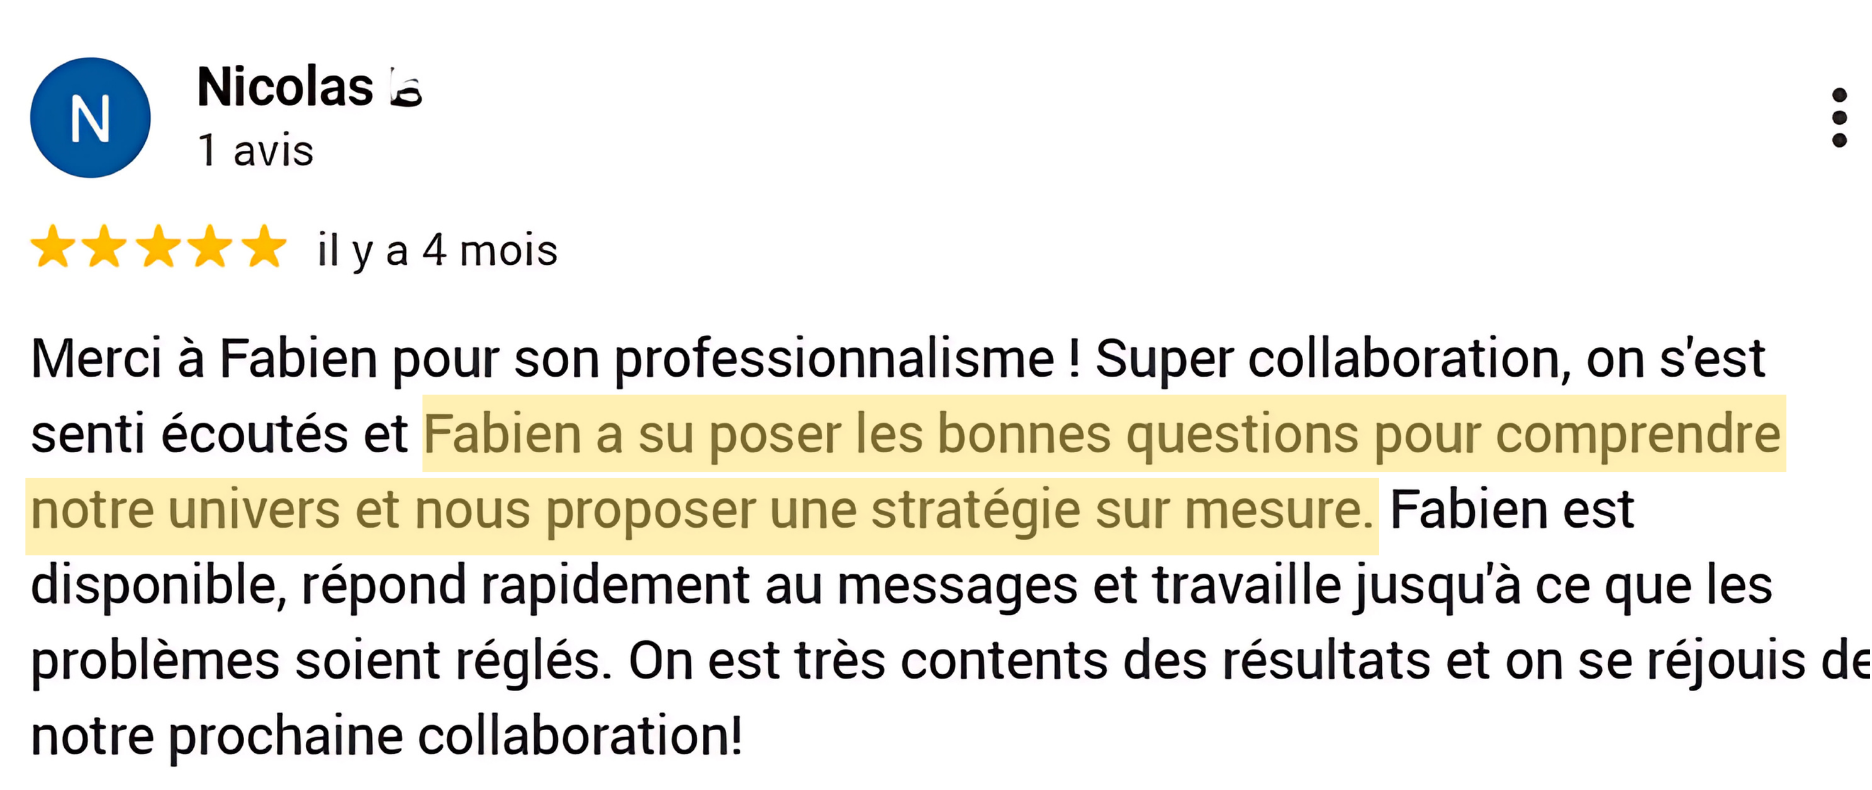 N
Nicolas
1 avis
il y a 4 mois
Merci à Fabien pour son professionnalisme ! Super collaboration, on s'est
senti écoutés et Fabien a su poser les bonnes questions pour comprendre
notre univers et nous proposer une stratégie sur mesure. Fabien est
disponible, répond rapidement au messages et travaille jusqu'à ce que les
problèmes soient réglés. On est très contents des résultats et on se réjouis de
notre prochaine collaboration!